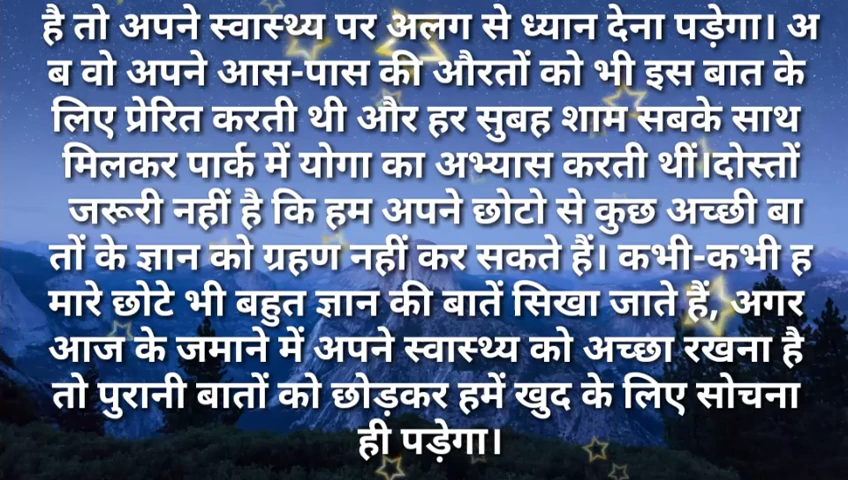 है तो अपने स्वास्थ्य पर अलग से ध्यान देना पड़ेगा। अ
ब वो अपने आस-पास की औरतों को भी इस बात के
लिए प्रेरित करती थी और हर सुबह शाम सबके साथ
मिलकर पार्क में योगा का अभ्यास करती थीं।दोस्तों
जरूरी नहीं है कि हम अपने छोटो से कुछ अच्छी बा
तों के ज्ञान को ग्रहण नहीं कर सकते हैं। कभी-कभी ह
मारे छोटे भी बहुत ज्ञान की बातें सिखा जाते हैं, अगर
आज के जमाने में अपने स्वास्थ्य को अच्छा रखना है
तो पुरानी बातों को छोड़कर हमें खुद के लिए सोचना
ही पड़ेगा।